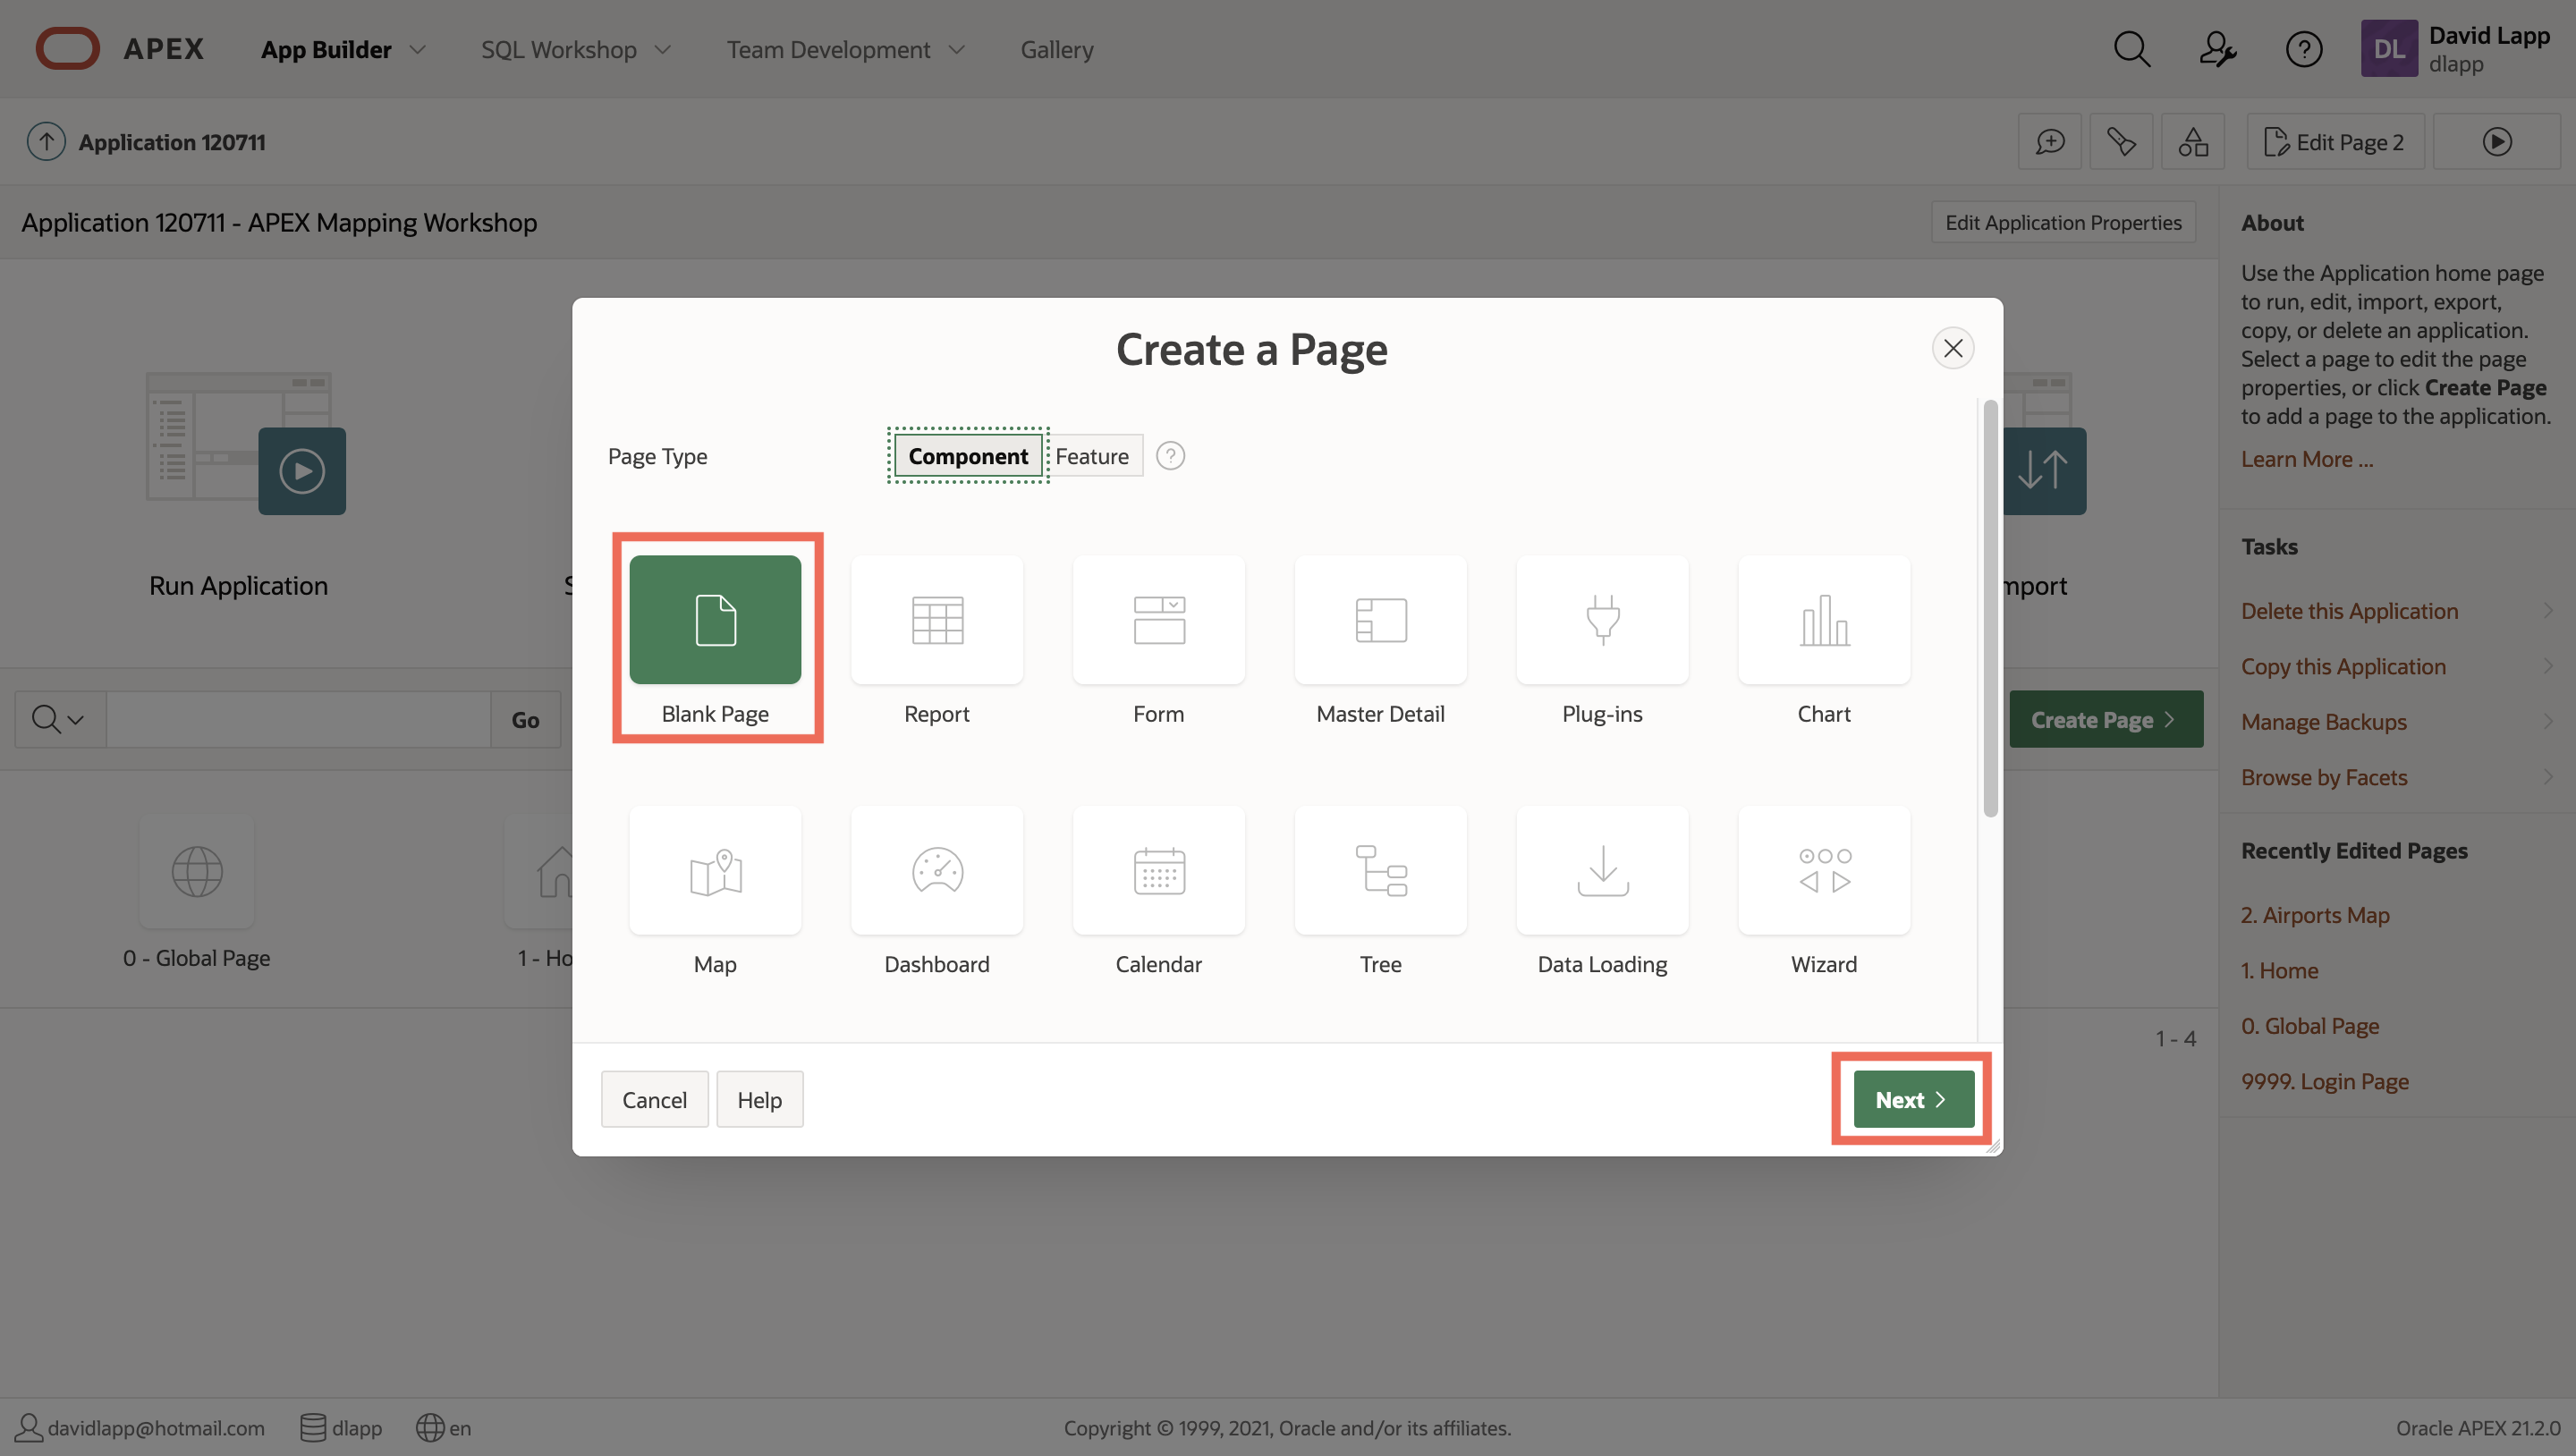 APEX
App Builder
SQL Workshop
Team Development
Gallery
DL
David Lapp
dlapp
Application 120711
Edit Page 2
Application 120711 - APEX Mapping Workshop
Edit Application Properties
About
Use the Application home page
to run, edit, import, export,
copy, or delete an application.
Select a page to edit the page
properties, or click Create Page
to add a page to the application.
Learn More ...
Create a Page
Page Type
Component
Feature
Run Application
Blank Page
Report
Form
Master Detail
Plug-ins
Chart
Map
Dashboard
Calendar
Tree
Data Loading
Wizard
Cancel
Help
Next
Go
Create Page
0 - Global Page
1 - Ho
1 - 4
Tasks
Delete this Application
Copy this Application
Manage Backups
Browse by Facets
Recently Edited Pages
2. Airports Map
1. Home
0. Global Page
9999. Login Page
davidlapp@hotmail.com
dlapp
en
Copyright © 1999, 2021, Oracle and/or its affiliates.
Oracle APEX 21.2.0